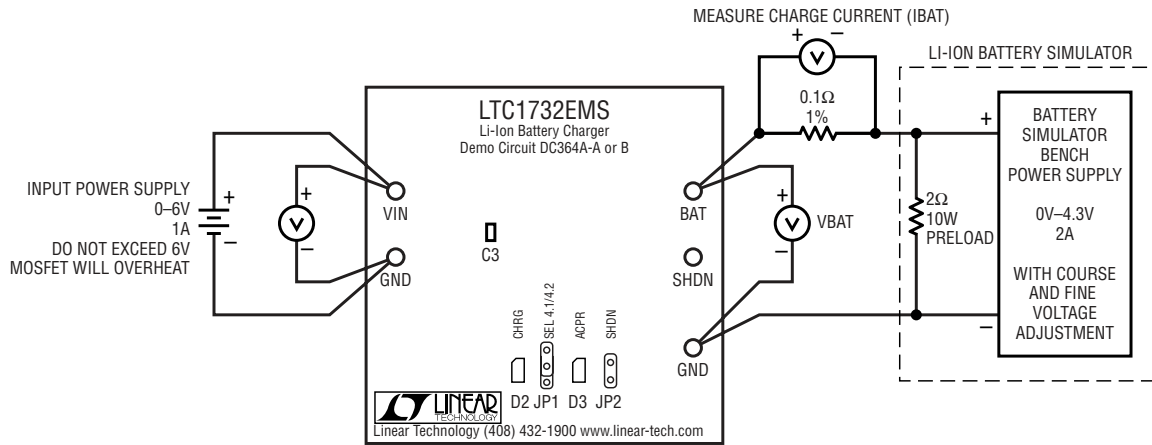 MEASURE CHARGE CURRENT (IBAT)
+ –
V
LI-ION BATTERY SIMULATOR
0.1Ω
1%
LTC1732EMS
Li-Ion Battery Charger
Demo Circuit DC364A-A or B
INPUT POWER SUPPLY
0–6V
1A
DO NOT EXCEED 6V
MOSFET WILL OVERHEAT
+
–
+
V
–
VIN
GND
C3
BAT
SHDN
GND
+
V
–
VBAT
2Ω
10W
PRELOAD
+
–
BATTERY
SIMULATOR
BENCH
POWER SUPPLY
0V–4.3V
2A
WITH COURSE
AND FINE
VOLTAGE
ADJUSTMENT
CHRG
SEL 4.1/4.2
ACPR
SHDN
D2 JP1 D3 JP2
LINEAR
TECHNOLOGY
Linear Technology (408) 432-1900 www.linear-tech.com